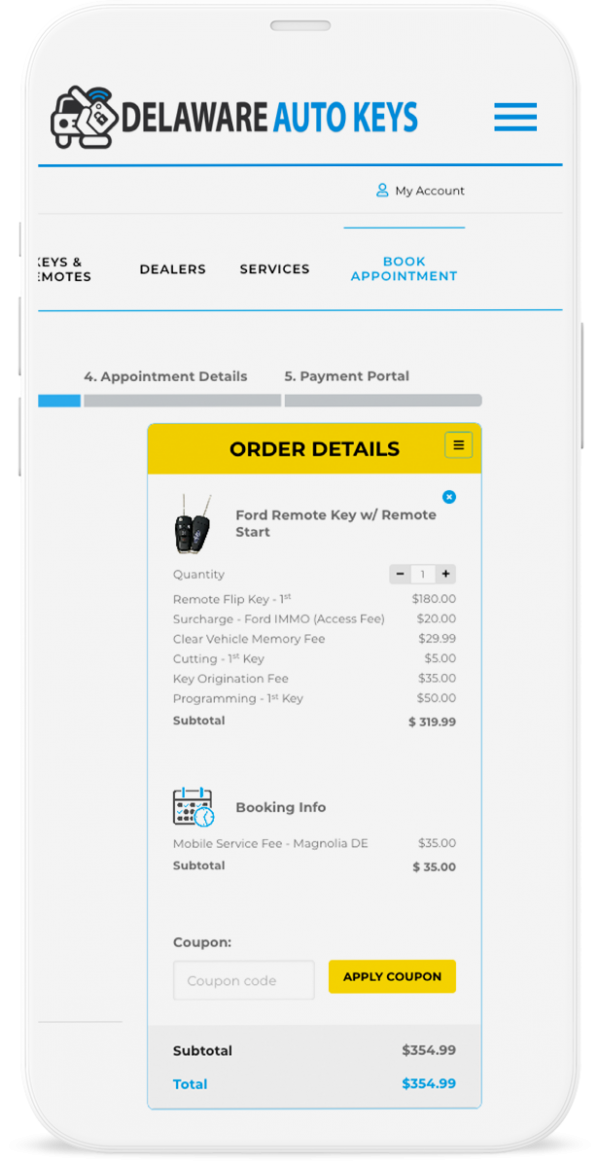 DELAWARE AUTO KEYS
My Account
DEALERS SERVICES BOOK
APPOINTMENT
4. Appointment Details 5. Payment Portal
ORDER DETAILS
Ford Remote Key w/ Remote
Start
Quantity - 1 +
Remote Flip Key - 1st $180.00
Surcharge - Ford IMMO (Access Fee) $20.00
Clear Vehicle Memory Fee $29.99
Cutting - 1st Key $5.00
Key Origination Fee $35.00
Programming - 1st Key $50.00
Subtotal $ 319.99
Booking Info
Mobile Service Fee - Magnolia DE $35.00
Subtotal $ 35.00
Coupon:
Coupon code APPLY COUPON
Subtotal $354.99
Total $354.99